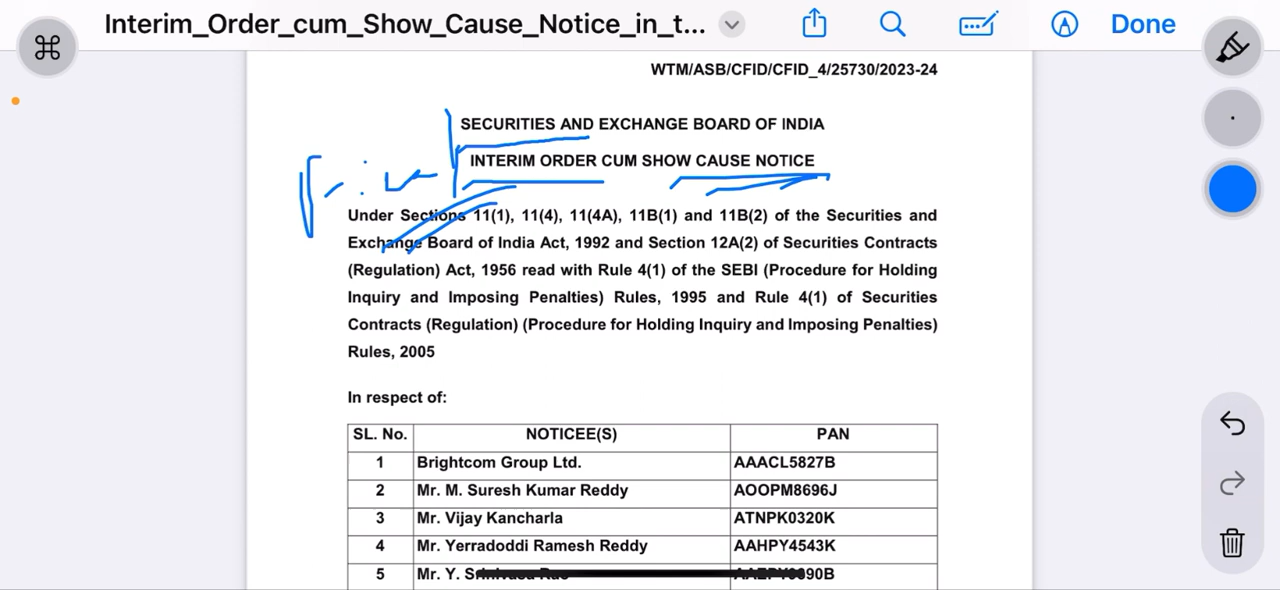 Interim_Order_cum_Show_Cause_Notice_in_t... Done
WTM/ASB/CFID/CFID_4/25730/2023-24
SECURITIES AND EXCHANGE BOARD OF INDIA
INTERIM ORDER CUM SHOW CAUSE NOTICE
Under Sections 11(1), 11(4), 11(4A), 11B(1) and 11B(2) of the Securities and
Exchange Board of India Act, 1992 and Section 12A(2) of Securities Contracts
(Regulation) Act, 1956 read with Rule 4(1) of the SEBI (Procedure for Holding
Inquiry and Imposing Penalties) Rules, 1995 and Rule 4(1) of Securities
Contracts (Regulation) (Procedure for Holding Inquiry and Imposing Penalties)
Rules, 2005
In respect of:
SL. No. NOTICEE(S) PAN
1 Brightcom Group Ltd. AAACL5827B
2 Mr. M. Suresh Kumar Reddy AOOPM8696J
3 Mr. Vijay Kancharla ATNPK0320K
4 Mr. Yerradoddi Ramesh Reddy AAHPY4543K
5 Mr. Y.